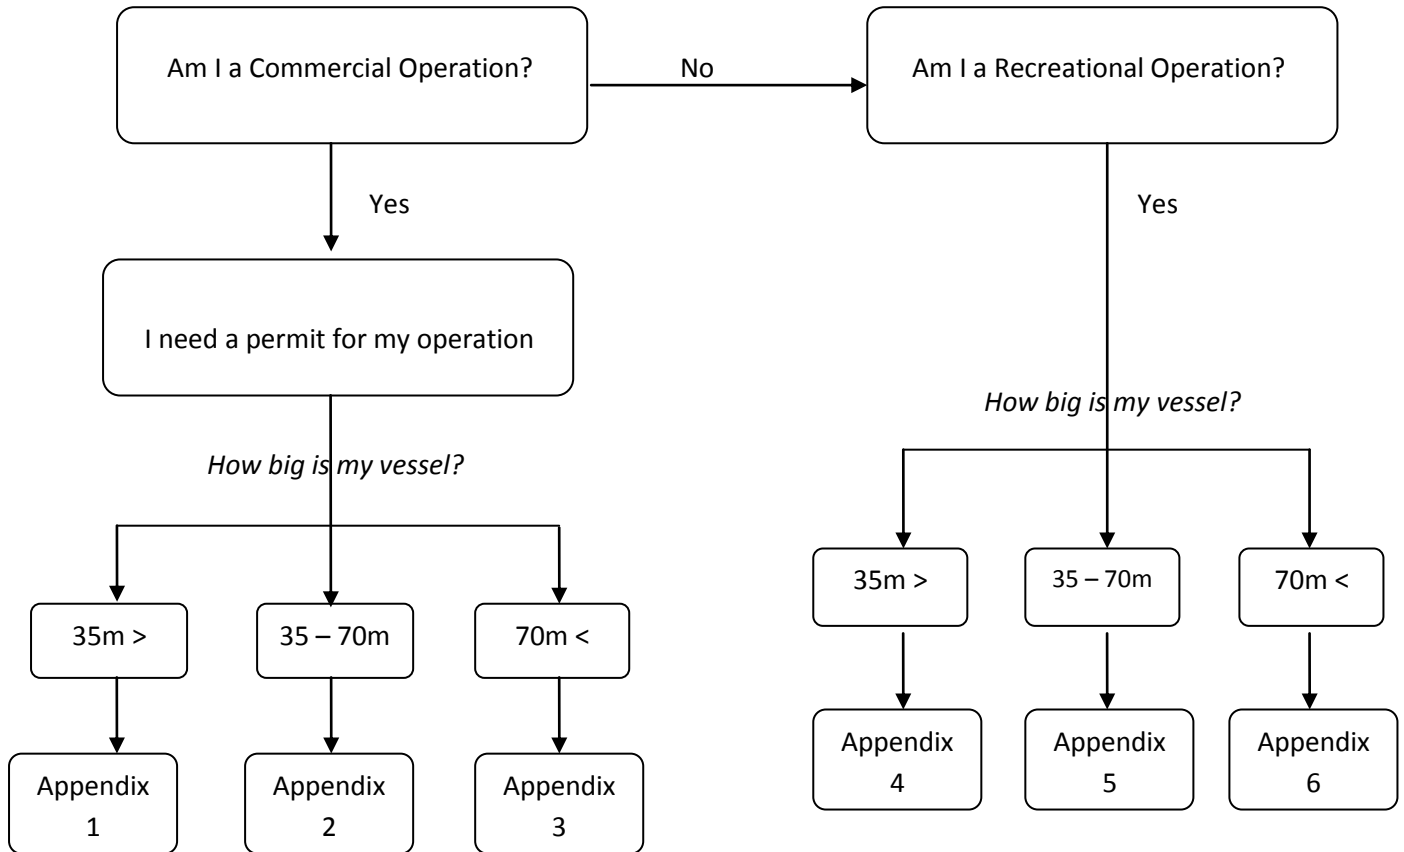 Am I a Commercial Operation?
No
Am I a Recreational Operation?
Yes
Yes
I need a permit for my operation
How big is my vessel?
How big is my vessel?
35m >
35 – 70m
70m <
35m >
35 – 70m
70m <
Appendix
4
Appendix
5
Appendix
6
Appendix
1
Appendix
2
Appendix
3